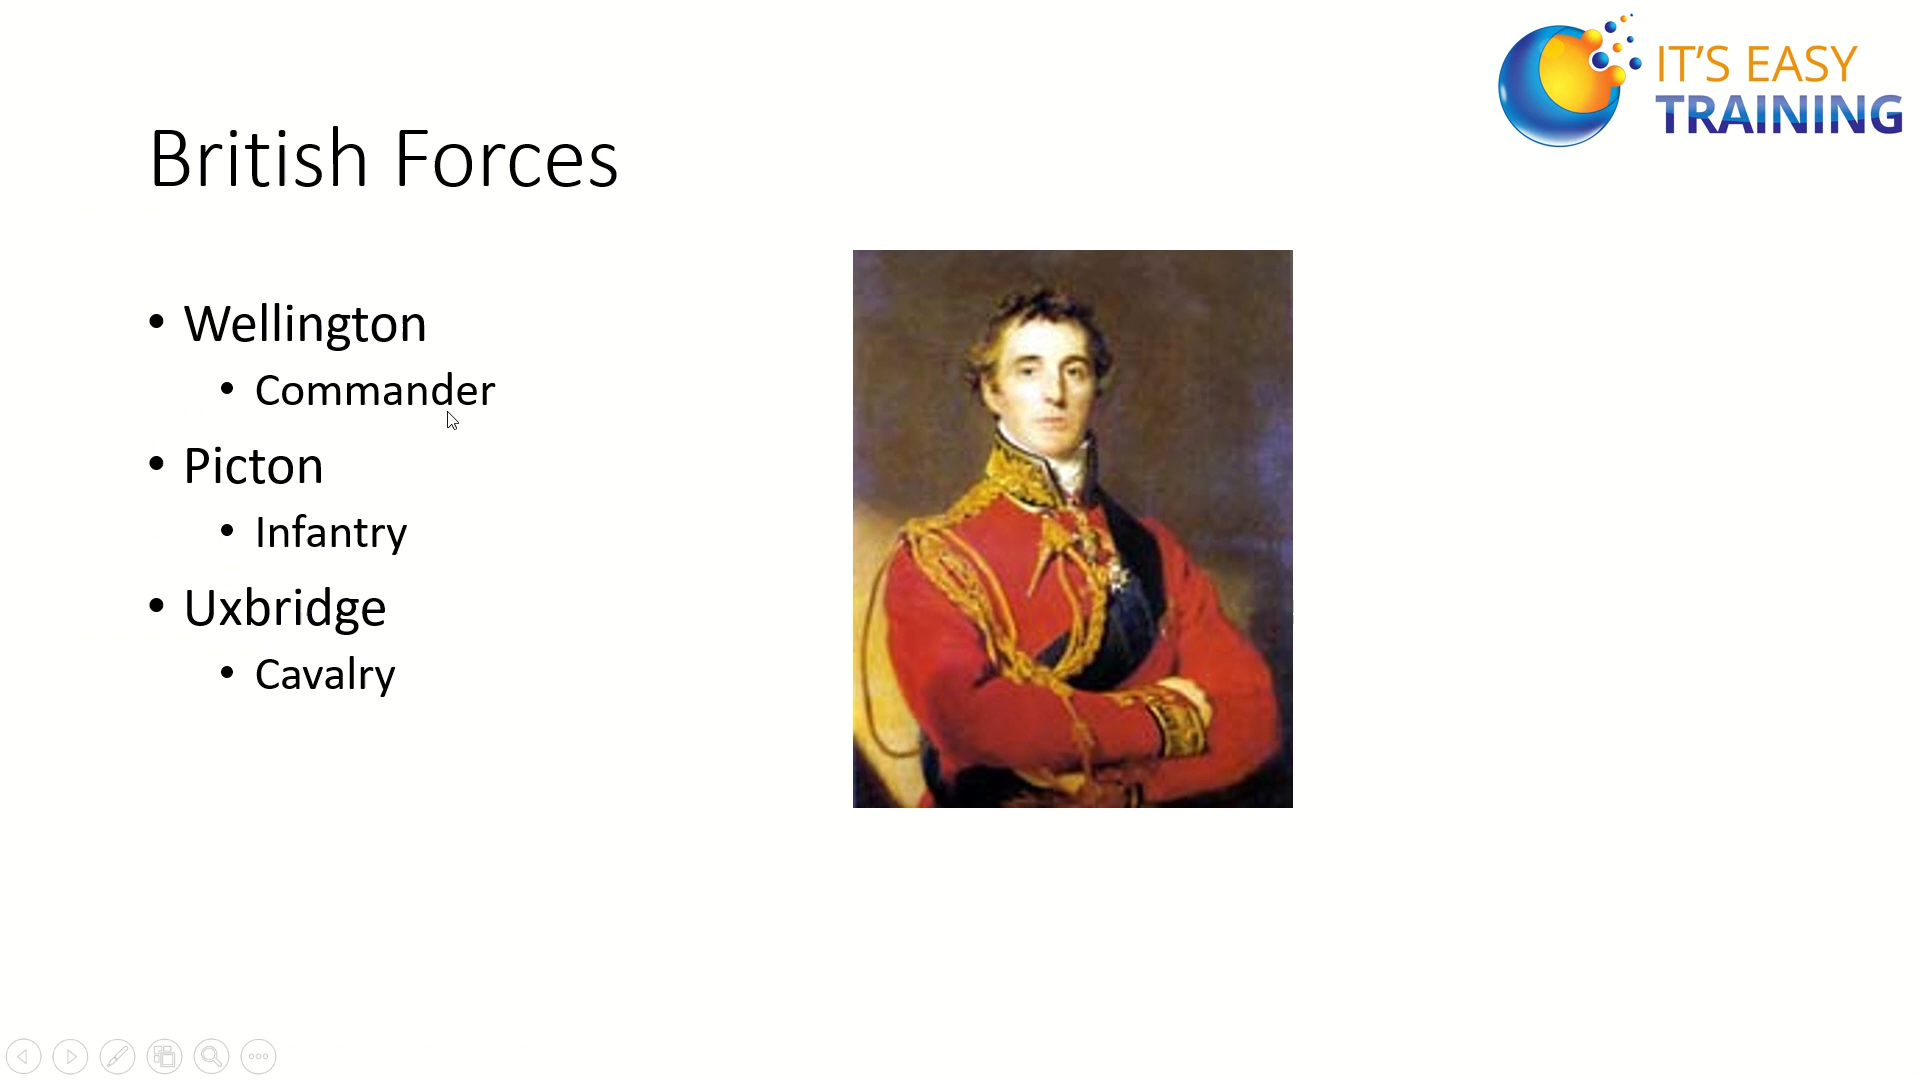 IT'S EASY
TRAINING
British Forces
• Wellington
• Commander
• Picton
• Infantry
• Uxbridge
• Cavalry